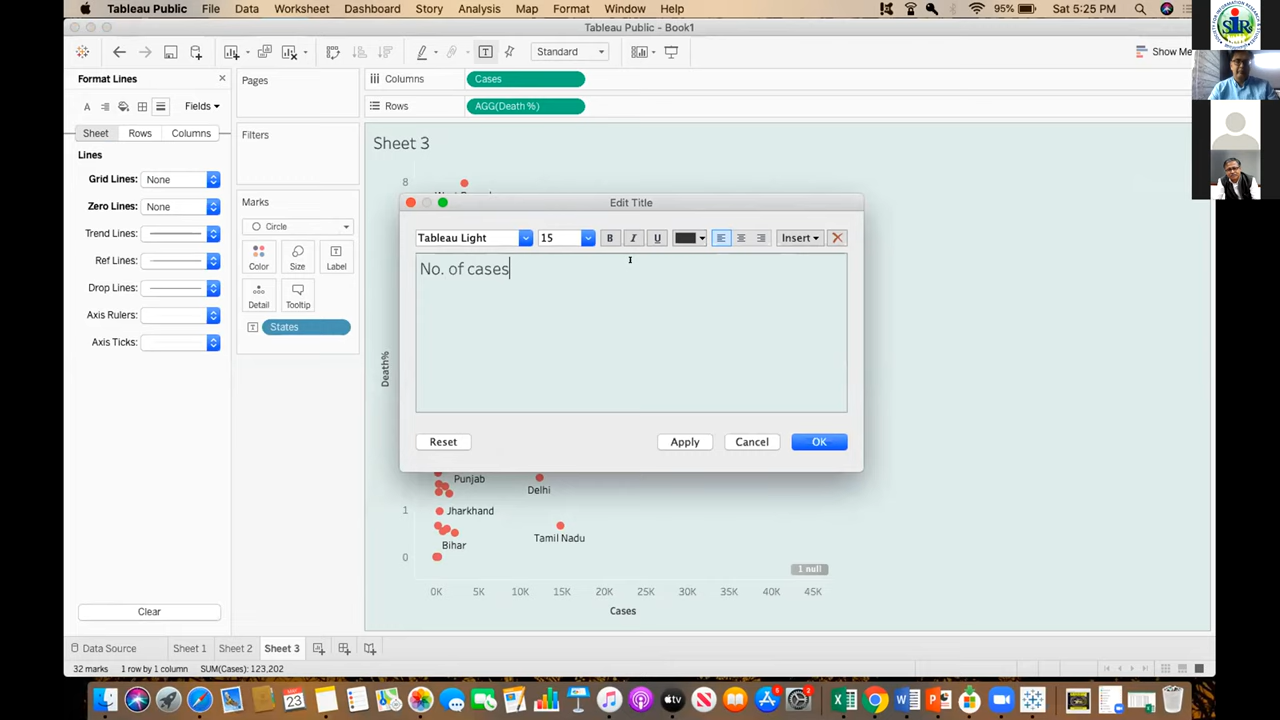 Tableau Public File Data Worksheet Dashboard Story Analysis Map Format Window Help 95% Sat 5:25 PM
Tableau Public - Book1
Standard Show Me
Format Lines
Fields
Sheet Rows Columns
Lines
Grid Lines: None
Zero Lines: None
Trend Lines:
Ref Lines:
Drop Lines:
Axis Rulers:
Axis Ticks:
Clear
Pages
Filters
Marks
Circle
Color Size Label
Detail Tooltip
States
Columns Cases
Rows AGG(Death %)
Sheet 3
8
Edit Title
Tableau Light 15 B I U Insert
No. of cases
Reset Apply Cancel OK
Death%
Punjab
Delhi
1
Jharkhand
Tamil Nadu
Bihar
0
1 null
0K 5K 10K 15K 20K 25K 30K 35K 40K 45K
Cases
Data Source Sheet 1 Sheet 2 Sheet 3
32 marks 1 row by 1 column SUM(Cases): 123,202